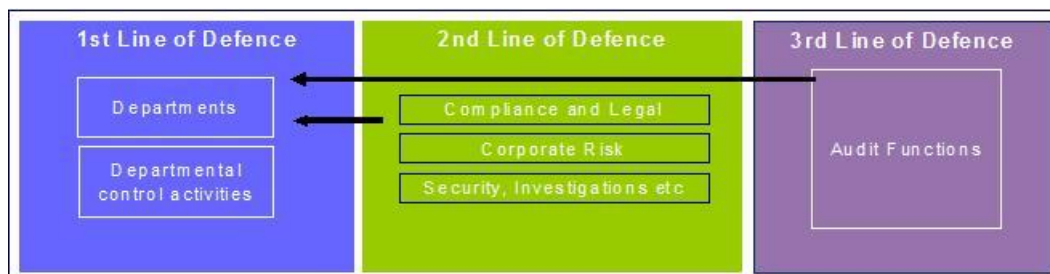 1st Line of Defence
Departments
Departmental
control activities
2nd Line of Defence
Compliance and Legal
Corporate Risk
Security, Investigations etc
3rd Line of Defence
Audit Functions